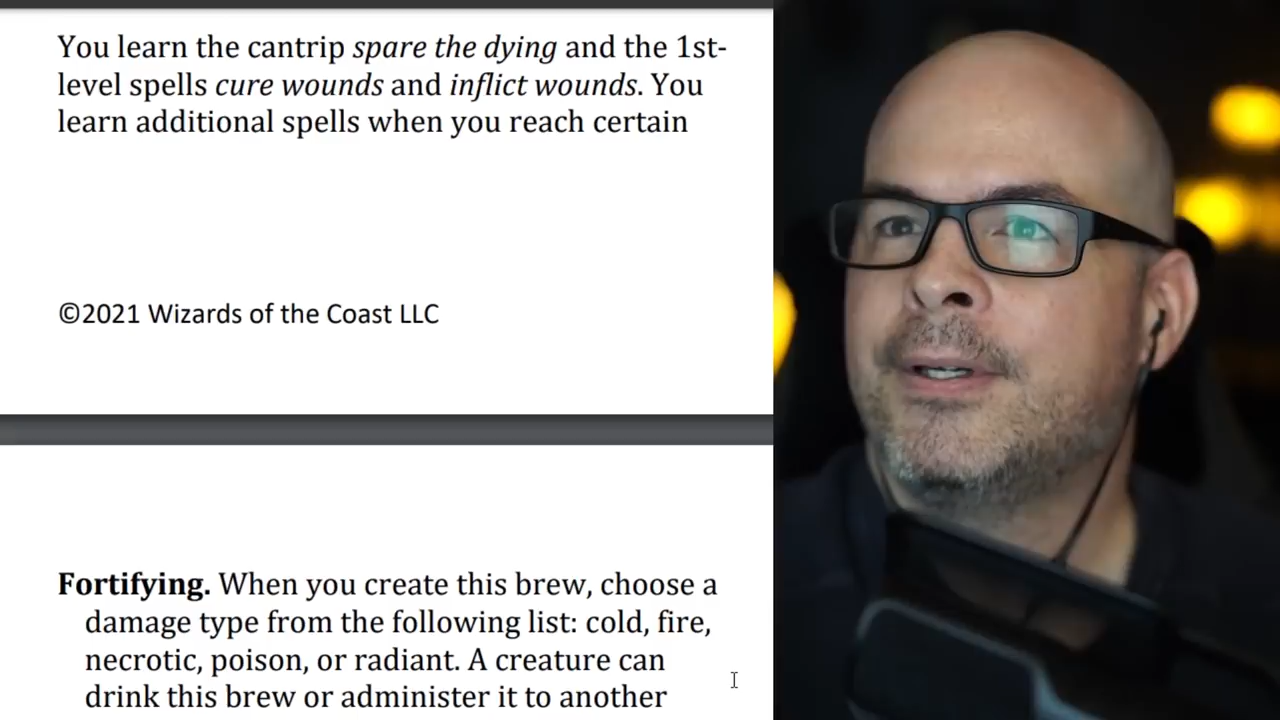 You learn the cantrip spare the dying and the 1st-
level spells cure wounds and inflict wounds. You
learn additional spells when you reach certain
©2021 Wizards of the Coast LLC
Fortifying. When you create this brew, choose a
damage type from the following list: cold, fire,
necrotic, poison, or radiant. A creature can
drink this brew or administer it to another